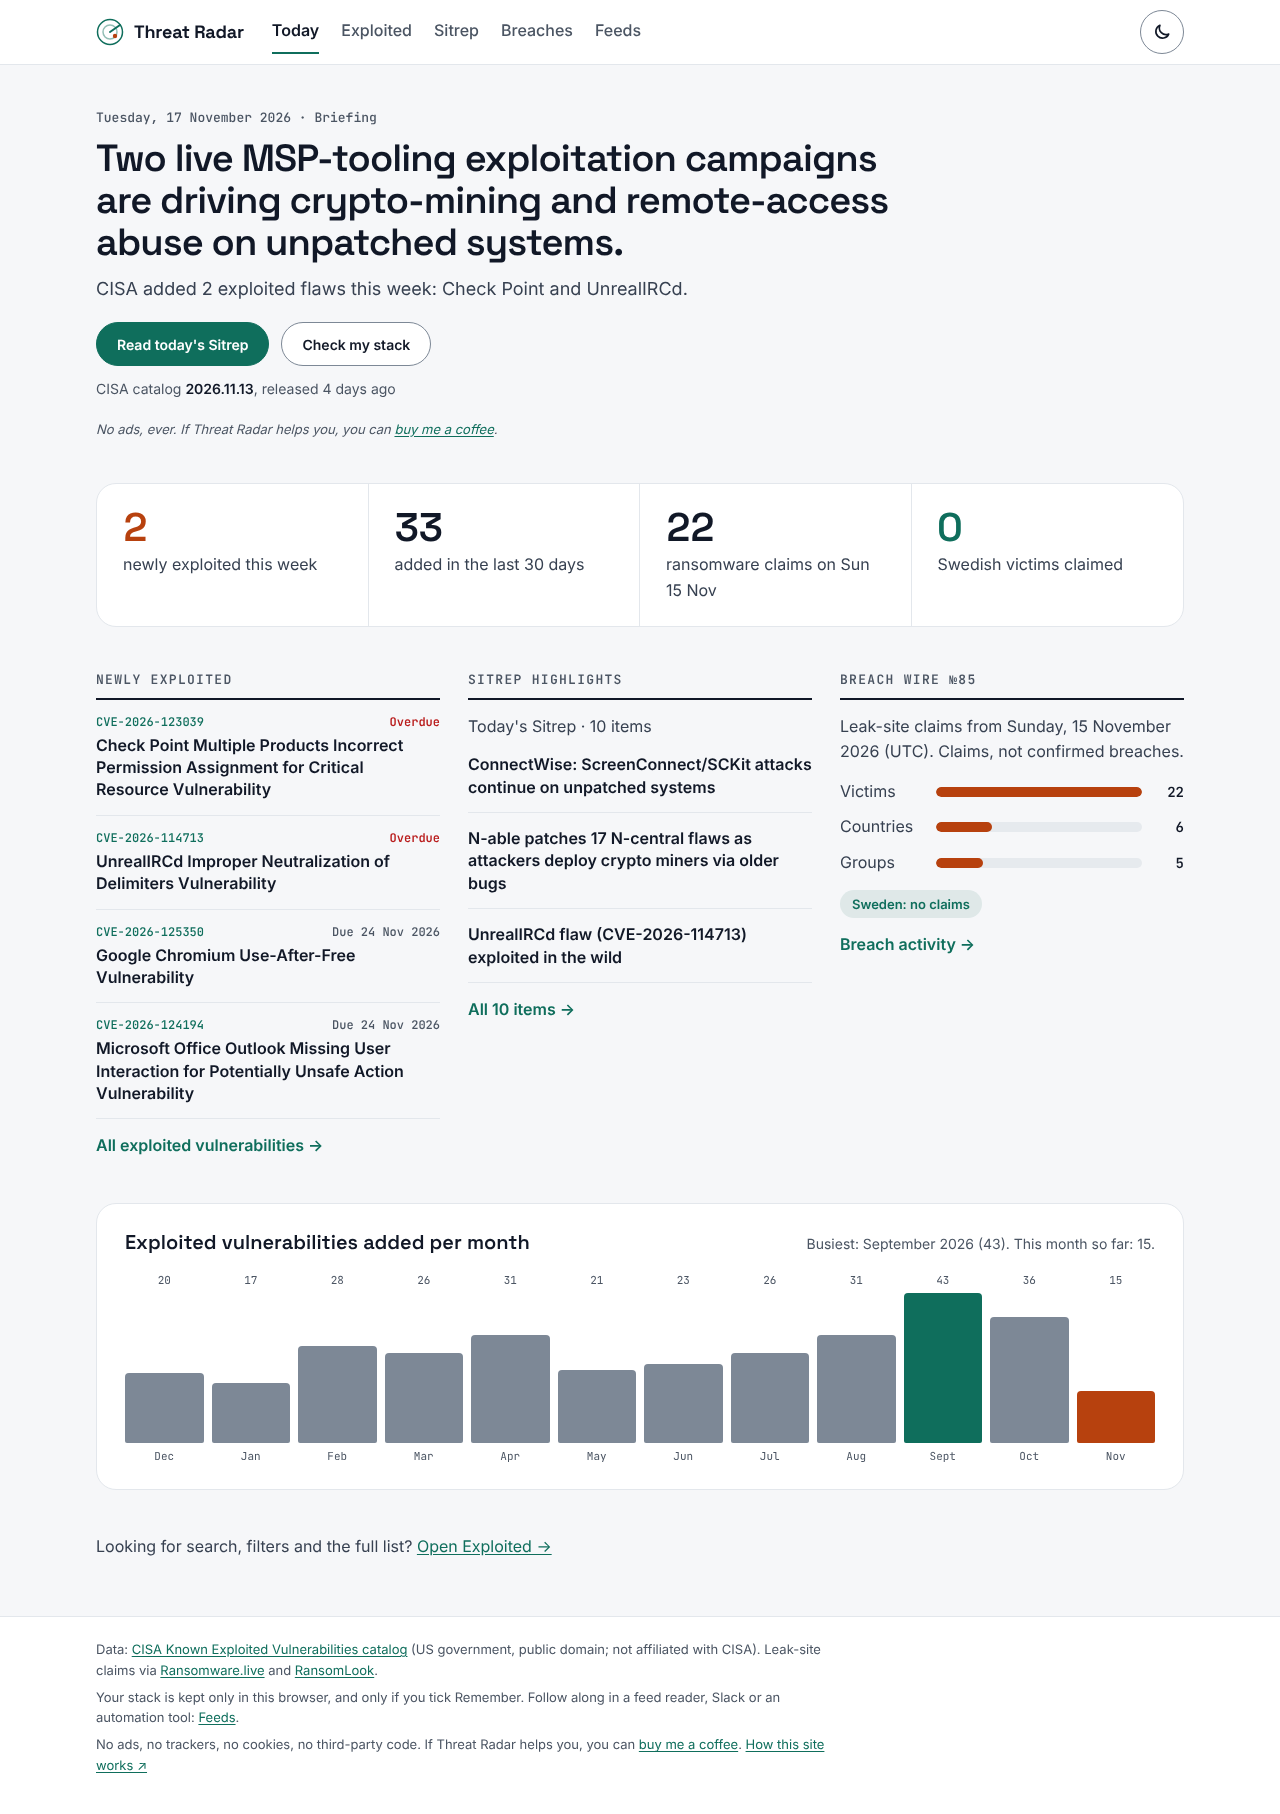 Threat Radar
Today
Exploited
Sitrep
Breaches
Feeds
Tuesday, 17 November 2026 · Briefing
Two live MSP-tooling exploitation campaigns
are driving crypto-mining and remote-access
abuse on unpatched systems.
CISA added 2 exploited flaws this week: Check Point and UnrealIRCd.
Read today's Sitrep
Check my stack
CISA catalog 2026.11.13, released 4 days ago
No ads, ever. If Threat Radar helps you, you can buy me a coffee.
2
newly exploited this week
33
added in the last 30 days
22
ransomware claims on Sun
15 Nov
0
Swedish victims claimed
NEWLY EXPLOITED
CVE-2026-123039 Overdue
Check Point Multiple Products Incorrect
Permission Assignment for Critical
Resource Vulnerability
CVE-2026-114713 Overdue
UnrealIRCd Improper Neutralization of
Delimiters Vulnerability
CVE-2026-125350 Due 24 Nov 2026
Google Chromium Use-After-Free
Vulnerability
CVE-2026-124194 Due 24 Nov 2026
Microsoft Office Outlook Missing User
Interaction for Potentially Unsafe Action
Vulnerability
All exploited vulnerabilities →
SITREP HIGHLIGHTS
Today's Sitrep · 10 items
ConnectWise: ScreenConnect/SCKit attacks
continue on unpatched systems
N-able patches 17 N-central flaws as
attackers deploy crypto miners via older
bugs
UnrealIRCd flaw (CVE-2026-114713)
exploited in the wild
All 10 items →
BREACH WIRE №85
Leak-site claims from Sunday, 15 November
2026 (UTC). Claims, not confirmed breaches.
Victims 22
Countries 6
Groups 5
Sweden: no claims
Breach activity →
Exploited vulnerabilities added per month
Busiest: September 2026 (43). This month so far: 15.
20 17 28 26 31 21 23 26 31 43 36 15
Dec Jan Feb Mar Apr May Jun Jul Aug Sept Oct Nov
Looking for search, filters and the full list? Open Exploited →
Data: CISA Known Exploited Vulnerabilities catalog (US government, public domain; not affiliated with CISA). Leak-site
claims via Ransomware.live and RansomLook.
Your stack is kept only in this browser, and only if you tick Remember. Follow along in a feed reader, Slack or an
automation tool: Feeds.
No ads, no trackers, no cookies, no third-party code. If Threat Radar helps you, you can buy me a coffee. How this site
works ↗